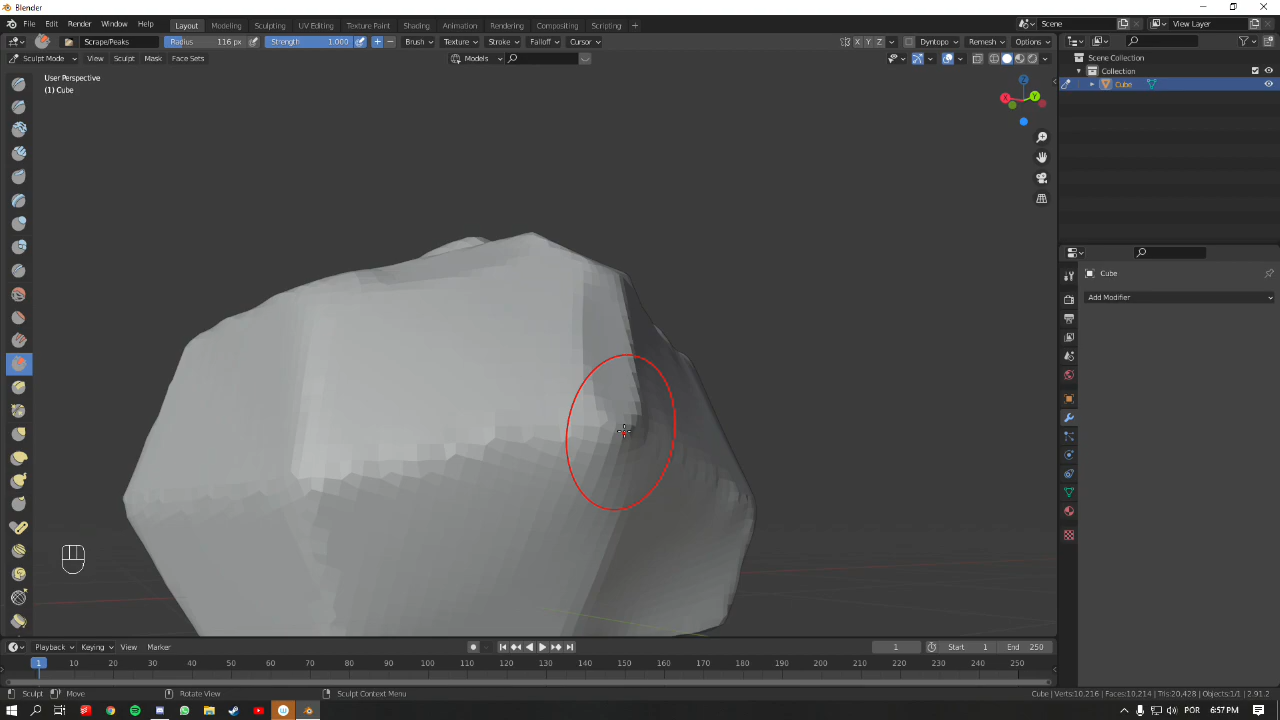 Blender
File Edit Render Window Help Layout Modeling Sculpting UV Editing Texture Paint Shading Animation Rendering Compositing Scripting Scene View Layer
Scrape/Peaks Radius 116 px Strength 1.000 Brush Texture Stroke Falloff Cursor X Y Z Dyntopo Remesh Options
Sculpt Mode View Sculpt Mask Face Sets Models
Scene Collection
Collection
Cube
User Perspective
(1) Cube
Z
X
Y
Cube
Add Modifier
Playback Keying View Marker 1 Start 1 End 250
1 10 20 30 40 50 60 70 80 90 100 110 120 130 140 150 160 170 180 190 200 210 220 230 240 250
Sculpt Move Rotate View Sculpt Context Menu Cube | Verts:10,216 | Faces:10,214 | Tris:20,428 | Objects:1/1 | 2.91.2
POR 6:57 PM